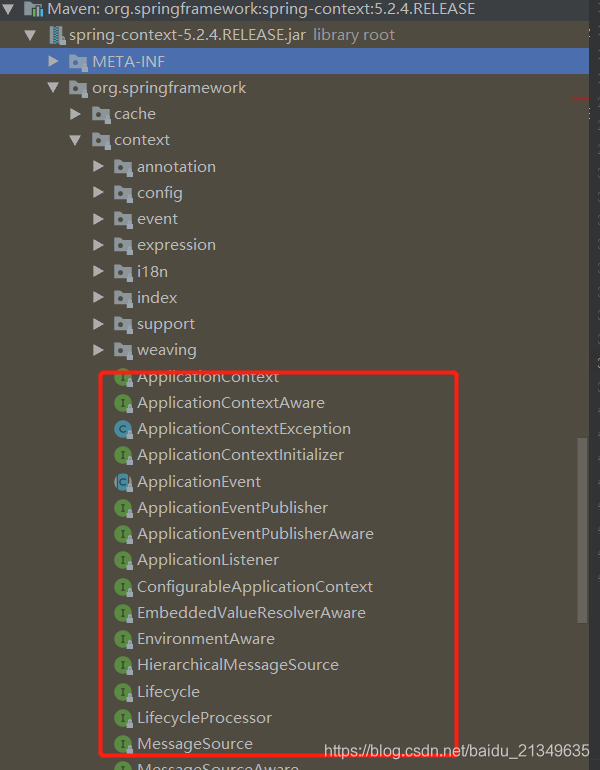 Maven: org.springframework:spring-context:5.2.4.RELEASE
spring-context-5.2.4.RELEASE.jar library root
META-INF
org.springframework
cache
context
annotation
config
event
expression
i18n
index
support
weaving
ApplicationContext
ApplicationContextAware
ApplicationContextException
ApplicationContextInitializer
ApplicationEvent
ApplicationEventPublisher
ApplicationEventPublisherAware
ApplicationListener
ConfigurableApplicationContext
EmbeddedValueResolverAware
EnvironmentAware
HierarchicalMessageSource
Lifecycle
LifecycleProcessor
MessageSource
https://blog.csdn.net/baidu_21349635
MessageSourceAware